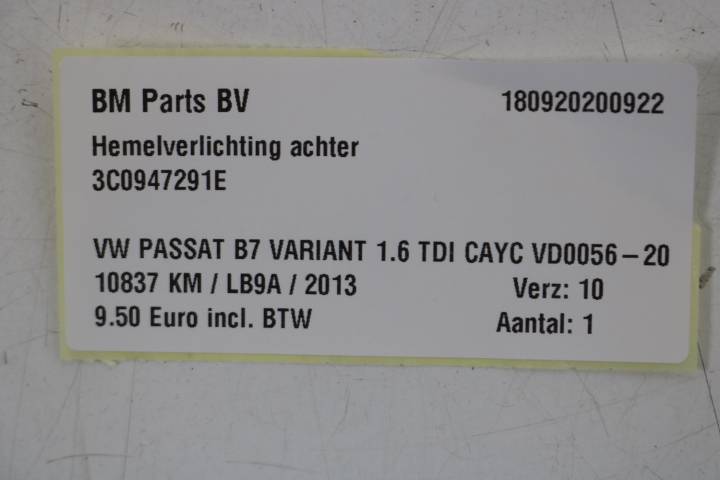 BM Parts BV 180920200922
Hemelverlichting achter
3C0947291E
VW PASSAT B7 VARIANT 1.6 TDI CAYC VD0056-20
10837 KM / LB9A / 2013 Verz: 10
9.50 Euro incl. BTW Aantal: 1